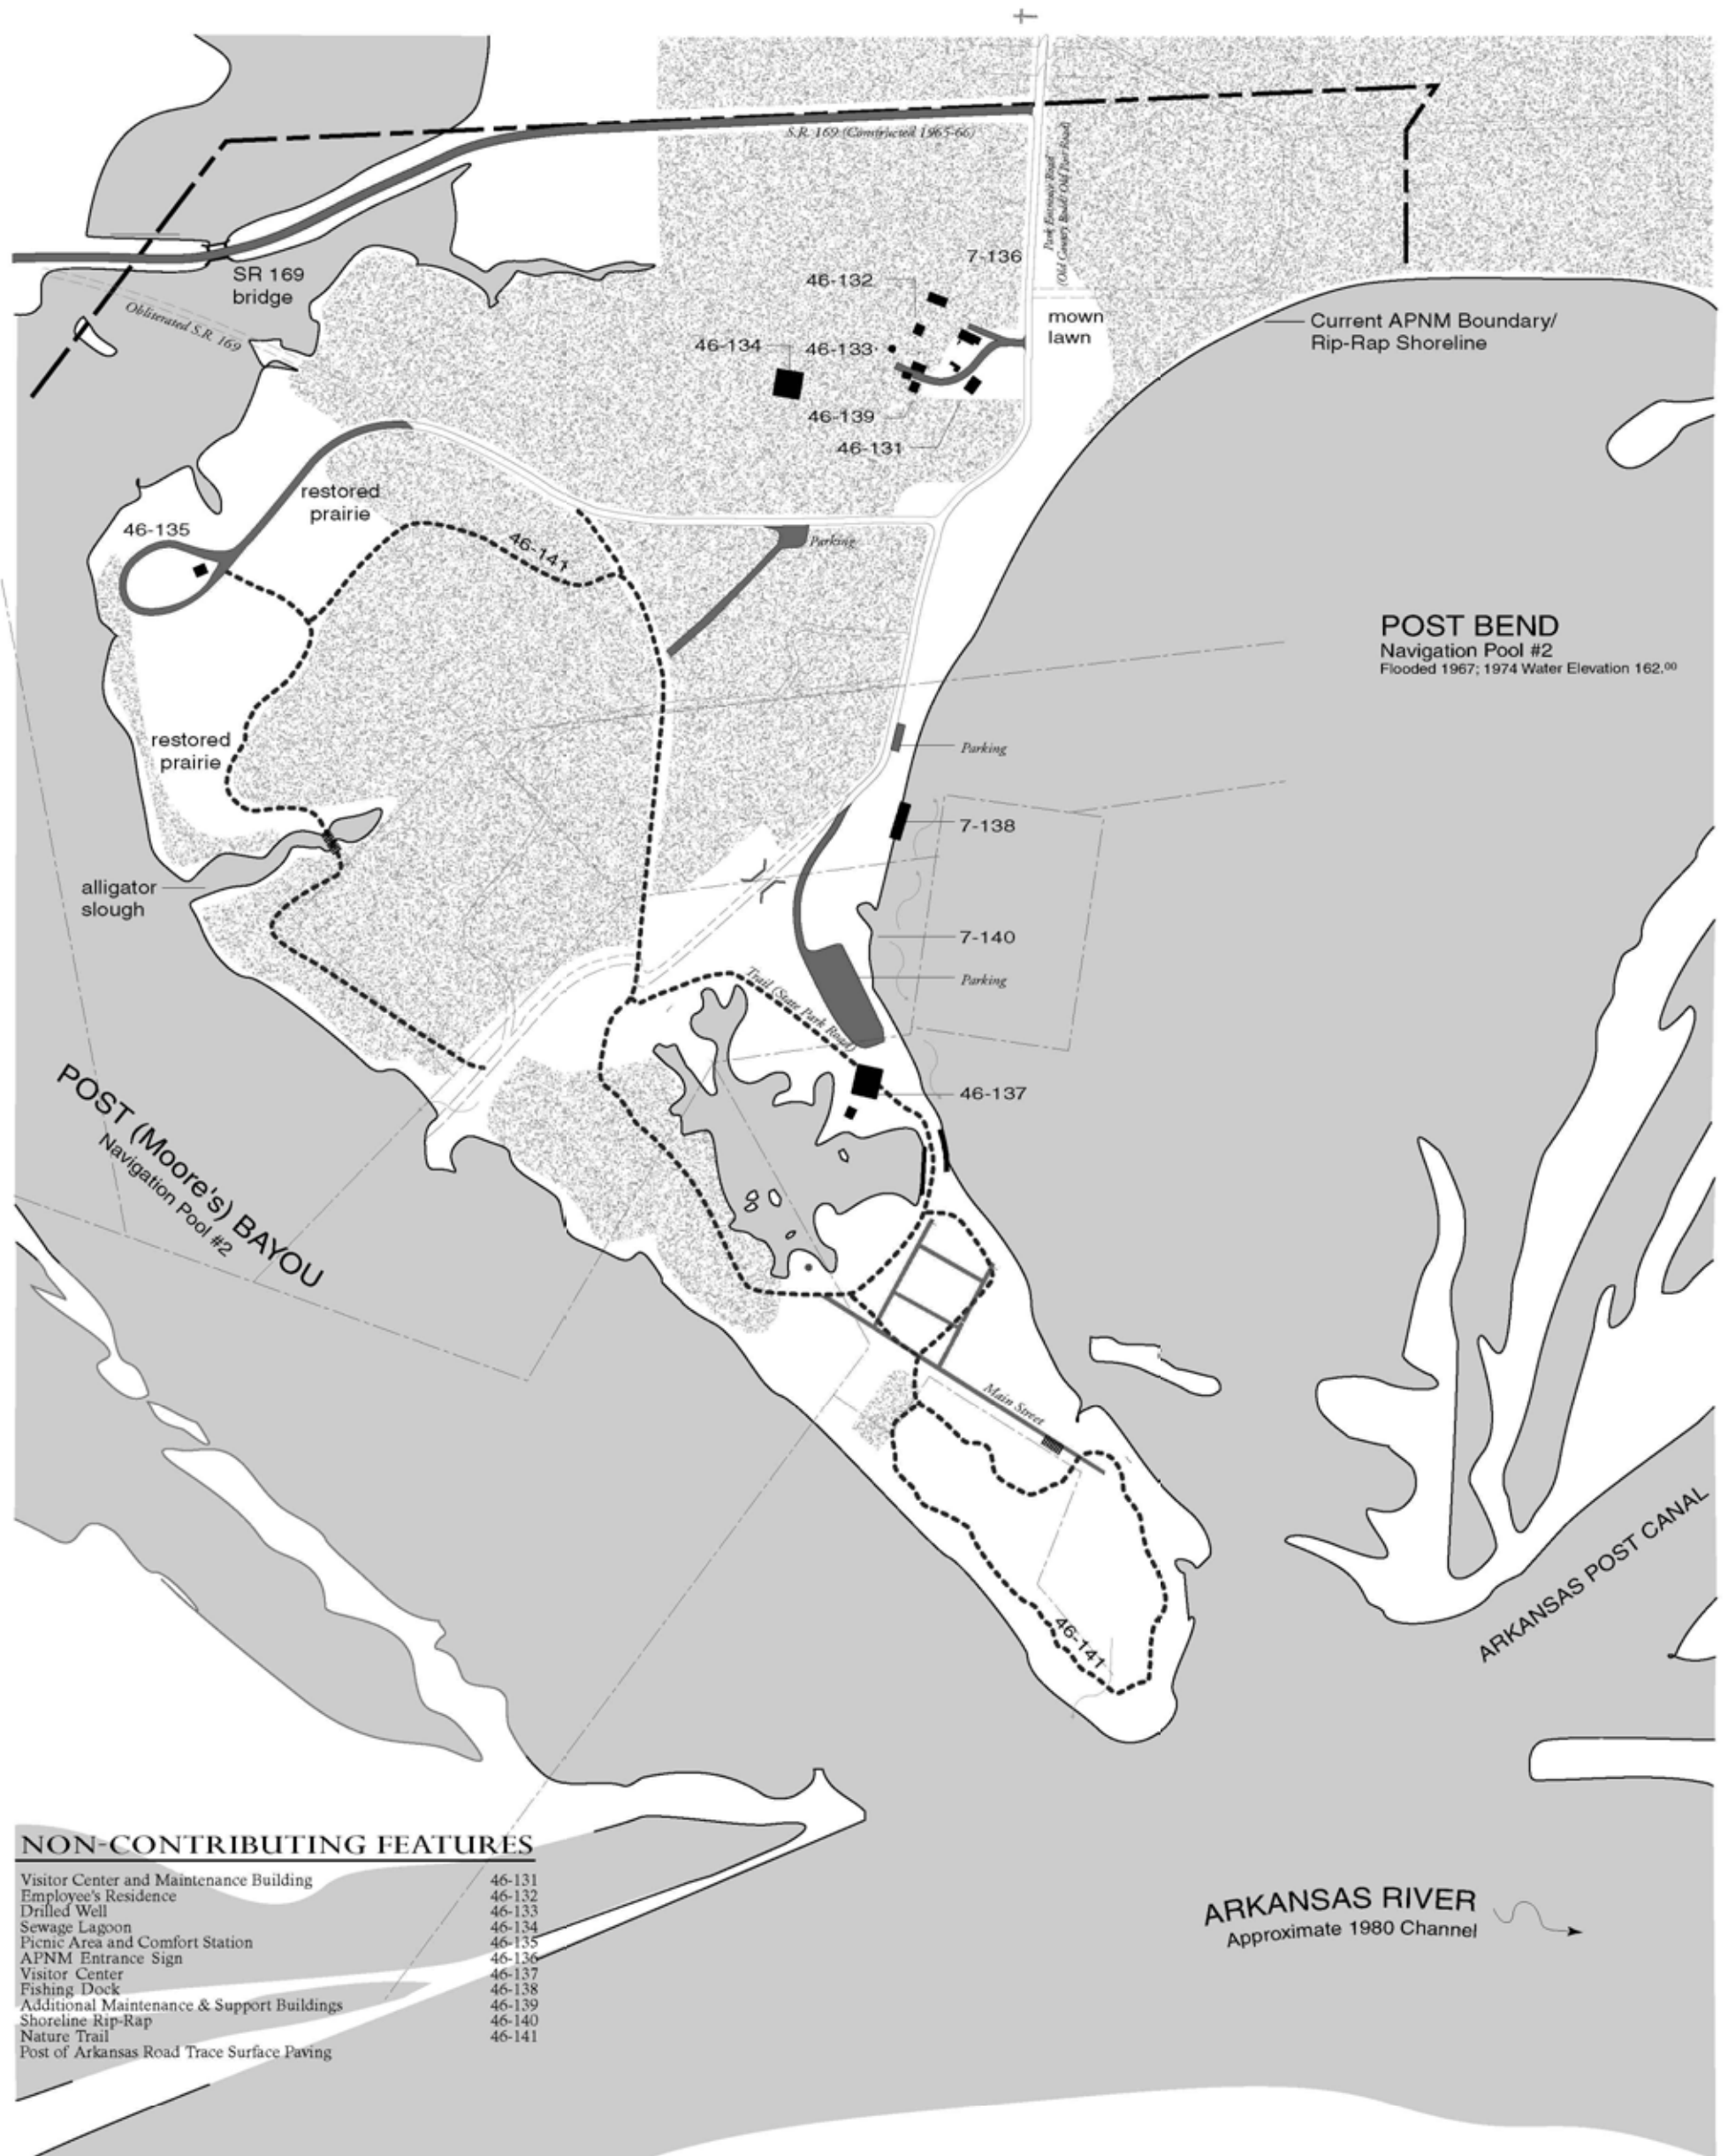 S.R. 169 (Constructed 1965-66)
Park Entrance Road
(Old County Road/Old Fort Road)
7-136
46-132
SR 169
bridge
Obliterated S.R. 169
mown
lawn
Current APNM Boundary/
Rip-Rap Shoreline
46-134
46-133
46-139
46-131
restored
prairie
46-135
46-141
Parking
POST BEND
Navigation Pool #2
Flooded 1967; 1974 Water Elevation 162.00
restored
prairie
Parking
7-138
alligator
slough
7-140
Parking
Trail (State Park Road)
46-137
POST (Moore's) BAYOU
Navigation Pool #2
Main Street
ARKANSAS POST CANAL
46-141
NON-CONTRIBUTING FEATURES
Visitor Center and Maintenance Building 46-131
Employee's Residence 46-132
Drilled Well 46-133
Sewage Lagoon 46-134
Picnic Area and Comfort Station 46-135
APNM Entrance Sign 46-136
Visitor Center 46-137
Fishing Dock 46-138
Additional Maintenance & Support Buildings 46-139
Shoreline Rip-Rap 46-140
Nature Trail 46-141
Post of Arkansas Road Trace Surface Paving
ARKANSAS RIVER
Approximate 1980 Channel